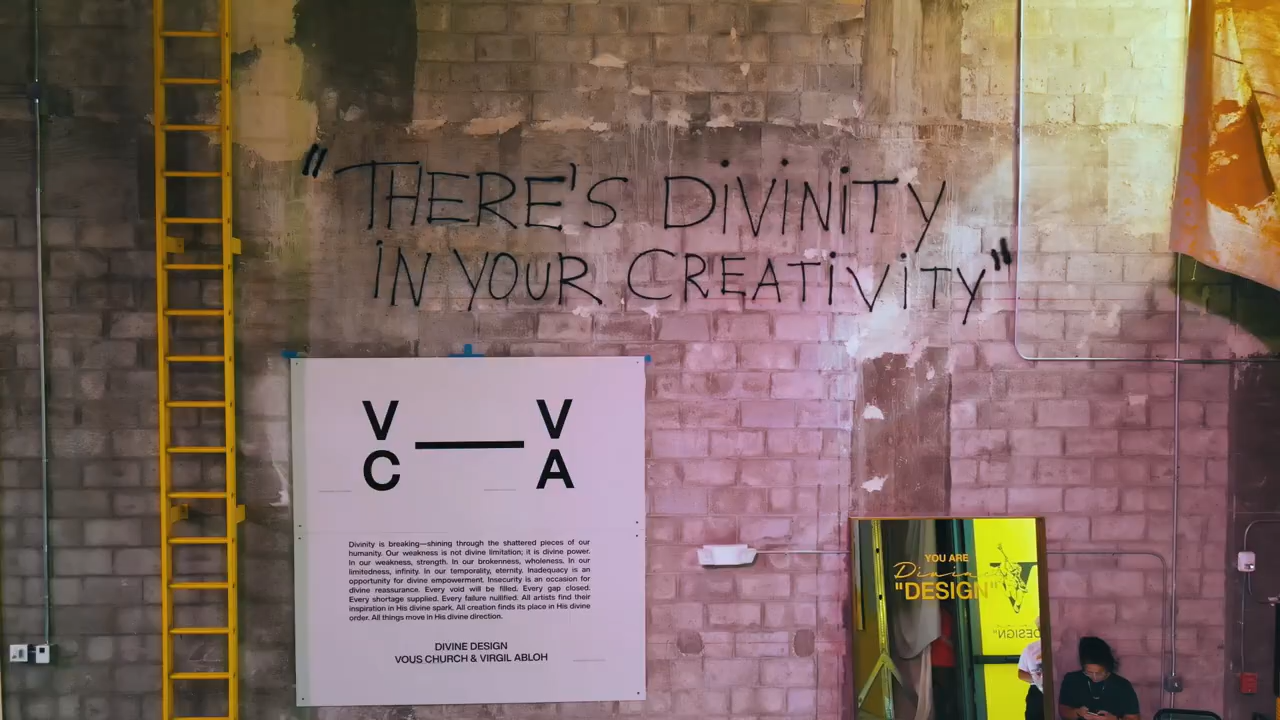 "THERE'S DiViNiTY
iN YOUR CREATiViTY"
V V
C — A
Divinity is breaking—shining through the shattered pieces of our
humanity. Our weakness is not divine limitation; it is divine power.
In our weakness, strength. In our brokenness, wholeness. In our
limitedness, infinity. In our temporality, eternity. Inadequacy is an
opportunity for divine empowerment. Insecurity is an occasion for
divine reassurance. Every void will be filled. Every gap closed.
Every shortage supplied. Every failure nullified. All artists find their
inspiration in His divine spark. All creation finds its place in His divine
order. All things move in His divine direction.
DIVINE DESIGN
VOUS CHURCH & VIRGIL ABLOH
YOU ARE
Divine
"DESIGN"